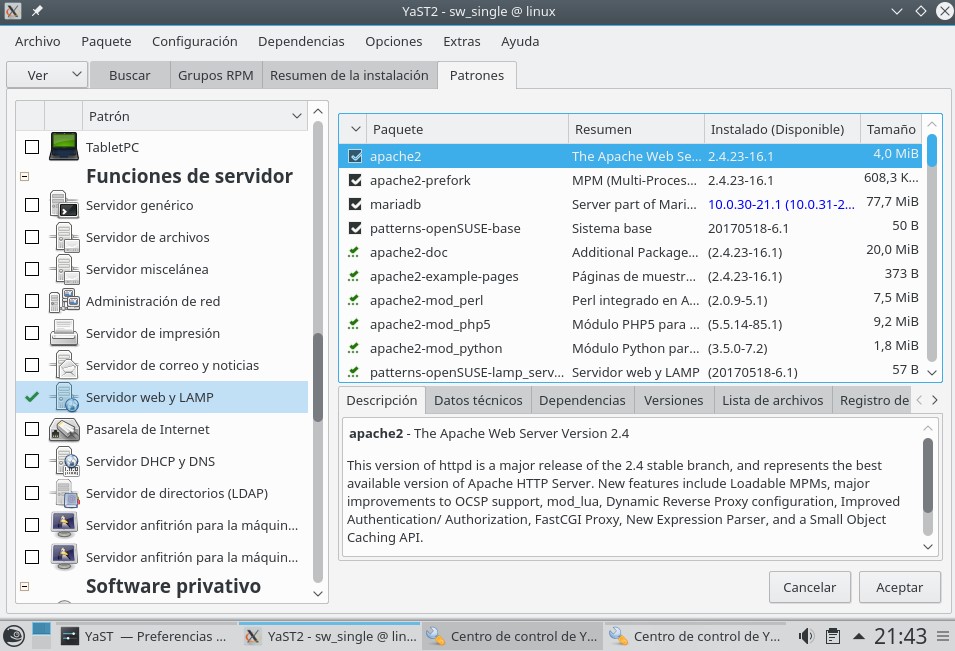 YaST2 - sw_single @ linux
Archivo Paquete Configuración Dependencias Opciones Extras Ayuda
Ver Buscar Grupos RPM Resumen de la instalación Patrones
Patrón
TabletPC
Funciones de servidor
Servidor genérico
Servidor de archivos
Servidor miscelánea
Administración de red
Servidor de impresión
Servidor de correo y noticias
Servidor web y LAMP
Pasarela de Internet
Servidor DHCP y DNS
Servidor de directorios (LDAP)
Servidor anfitrión para la máquin...
Servidor anfitrión para la máquin...
Software privativo
Paquete Resumen Instalado (Disponible) Tamaño
apache2 The Apache Web Se... 2.4.23-16.1 4,0 MiB
apache2-prefork MPM (Multi-Proces... 2.4.23-16.1 608,3 K...
mariadb Server part of Mari... 10.0.30-21.1 (10.0.31-2... 77,7 MiB
patterns-openSUSE-base Sistema base 20170518-6.1 50 B
apache2-doc Additional Package... (2.4.23-16.1) 20,0 MiB
apache2-example-pages Páginas de muestr... (2.4.23-16.1) 373 B
apache2-mod_perl Perl integrado en A... (2.0.9-5.1) 7,5 MiB
apache2-mod_php5 Módulo PHP5 para ... (5.5.14-85.1) 9,2 MiB
apache2-mod_python Módulo Python par... (3.5.0-7.2) 1,8 MiB
patterns-openSUSE-lamp_serv... Servidor web y LAMP (20170518-6.1) 57 B
Descripción Datos técnicos Dependencias Versiones Lista de archivos Registro de
apache2 - The Apache Web Server Version 2.4
This version of httpd is a major release of the 2.4 stable branch, and represents the best
available version of Apache HTTP Server. New features include Loadable MPMs, major
improvements to OCSP support, mod_lua, Dynamic Reverse Proxy configuration, Improved
Authentication/ Authorization, FastCGI Proxy, New Expression Parser, and a Small Object
Caching API.
Cancelar Aceptar
YaST — Preferencias ... YaST2 - sw_single @ lin... Centro de control de Y... Centro de control de Y... 21:43